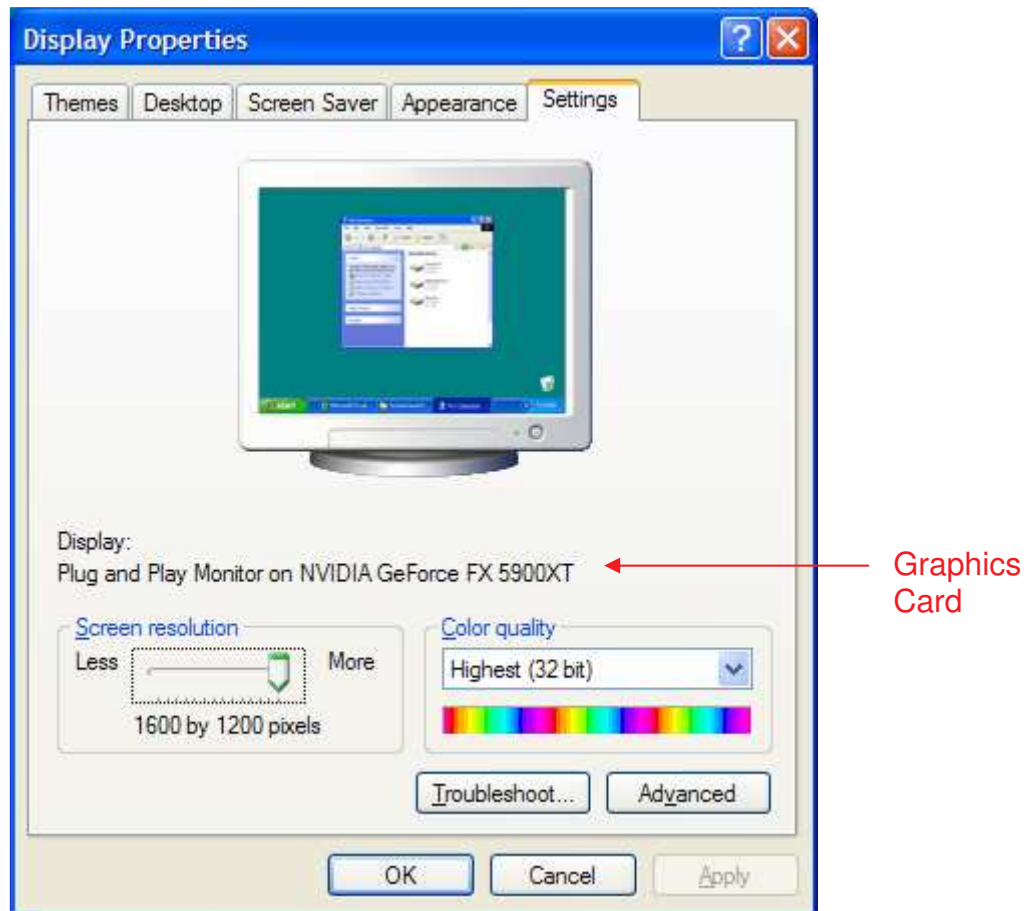 Display Properties
Themes
Desktop
Screen Saver
Appearance
Settings
Display:
Plug and Play Monitor on NVIDIA GeForce FX 5900XT
Graphics
Card
Screen resolution
Less
More
1600 by 1200 pixels
Color quality
Highest (32 bit)
Troubleshoot...
Advanced
OK
Cancel
Apply